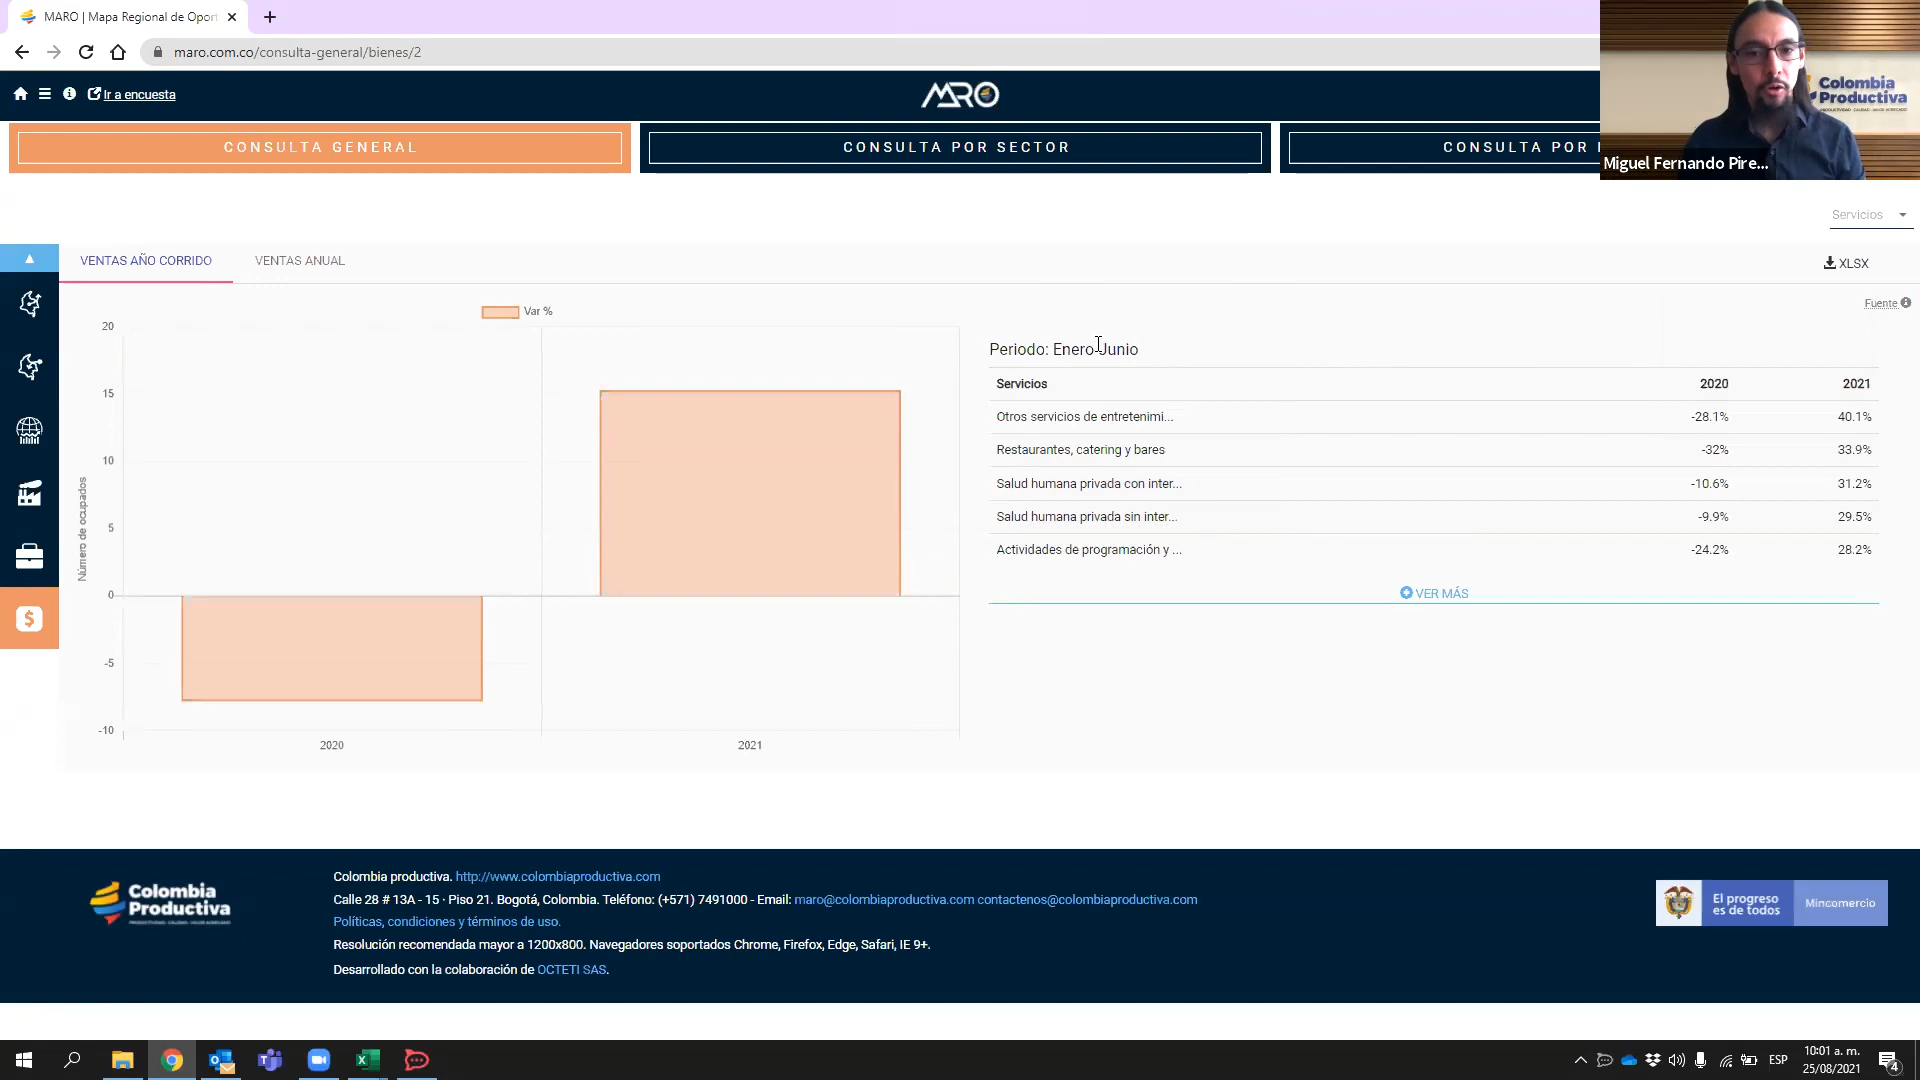 MARO | Mapa Regional de Oport
maro.com.co/consulta-general/bienes/2
Ir a encuesta
MARO
CONSULTA GENERAL
CONSULTA POR SECTOR
CONSULTA POR
Colombia
Productiva
PRODUCTIVIDAD · CALIDAD · VALOR AGREGADO
Miguel Fernando Pire...
Servicios
VENTAS AÑO CORRIDO
VENTAS ANUAL
XLSX
Fuente
Var %
20
15
10
5
0
-5
-10
Número de ocupados
2020
2021
Periodo: Enero-Junio
Servicios 2020 2021
Otros servicios de entretenimi... -28.1% 40.1%
Restaurantes, catering y bares -32% 33.9%
Salud humana privada con inter... -10.6% 31.2%
Salud humana privada sin inter... -9.9% 29.5%
Actividades de programación y ... -24.2% 28.2%
VER MÁS
Colombia
Productiva
Colombia productiva. http://www.colombiaproductiva.com
Calle 28 # 13A - 15 · Piso 21. Bogotá, Colombia. Teléfono: (+571) 7491000 - Email: maro@colombiaproductiva.com contactenos@colombiaproductiva.com
Políticas, condiciones y términos de uso.
Resolución recomendada mayor a 1200x800. Navegadores soportados Chrome, Firefox, Edge, Safari, IE 9+.
Desarrollado con la colaboración de OCTETI SAS.
El progreso
es de todos
Mincomercio
ESP
10:01 a. m.
25/08/2021
4